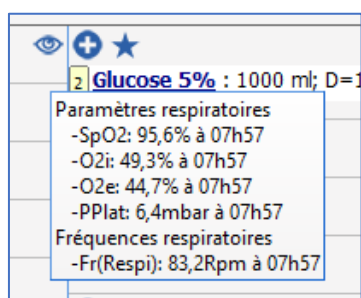 2 Glucose 5% : 1000 ml; D=1
Paramètres respiratoires
-SpO2: 95,6% à 07h57
-O2i: 49,3% à 07h57
-O2e: 44,7% à 07h57
-PPlat: 6,4mbar à 07h57
Fréquences respiratoires
-Fr(Respi): 83,2Rpm à 07h57